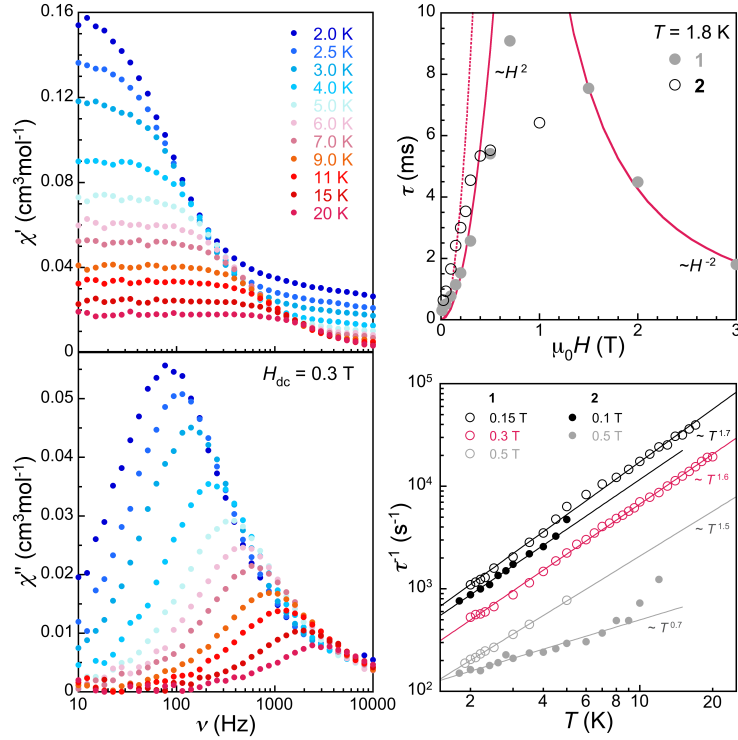 0.16
0.12
0.08
0.04
0
χ' (cm³mol⁻¹)
2.0 K
2.5 K
3.0 K
4.0 K
5.0 K
6.0 K
7.0 K
9.0 K
11 K
15 K
20 K
H_dc = 0.3 T
0.05
0.04
0.03
0.02
0.01
0
χ'' (cm³mol⁻¹)
10 100 1000 10000
ν (Hz)
10
8
6
4
2
0
τ (ms)
T = 1.8 K
1
2
~H²
~H⁻²
0 1 2 3
μ₀H (T)
10⁵
10⁴
10³
10²
τ⁻¹ (s⁻¹)
1 2
0.15 T 0.1 T
0.3 T 0.5 T
0.5 T
~ T^1.7
~ T^1.6
~ T^1.5
~ T^0.7
2 4 6 8 10 20
T (K)